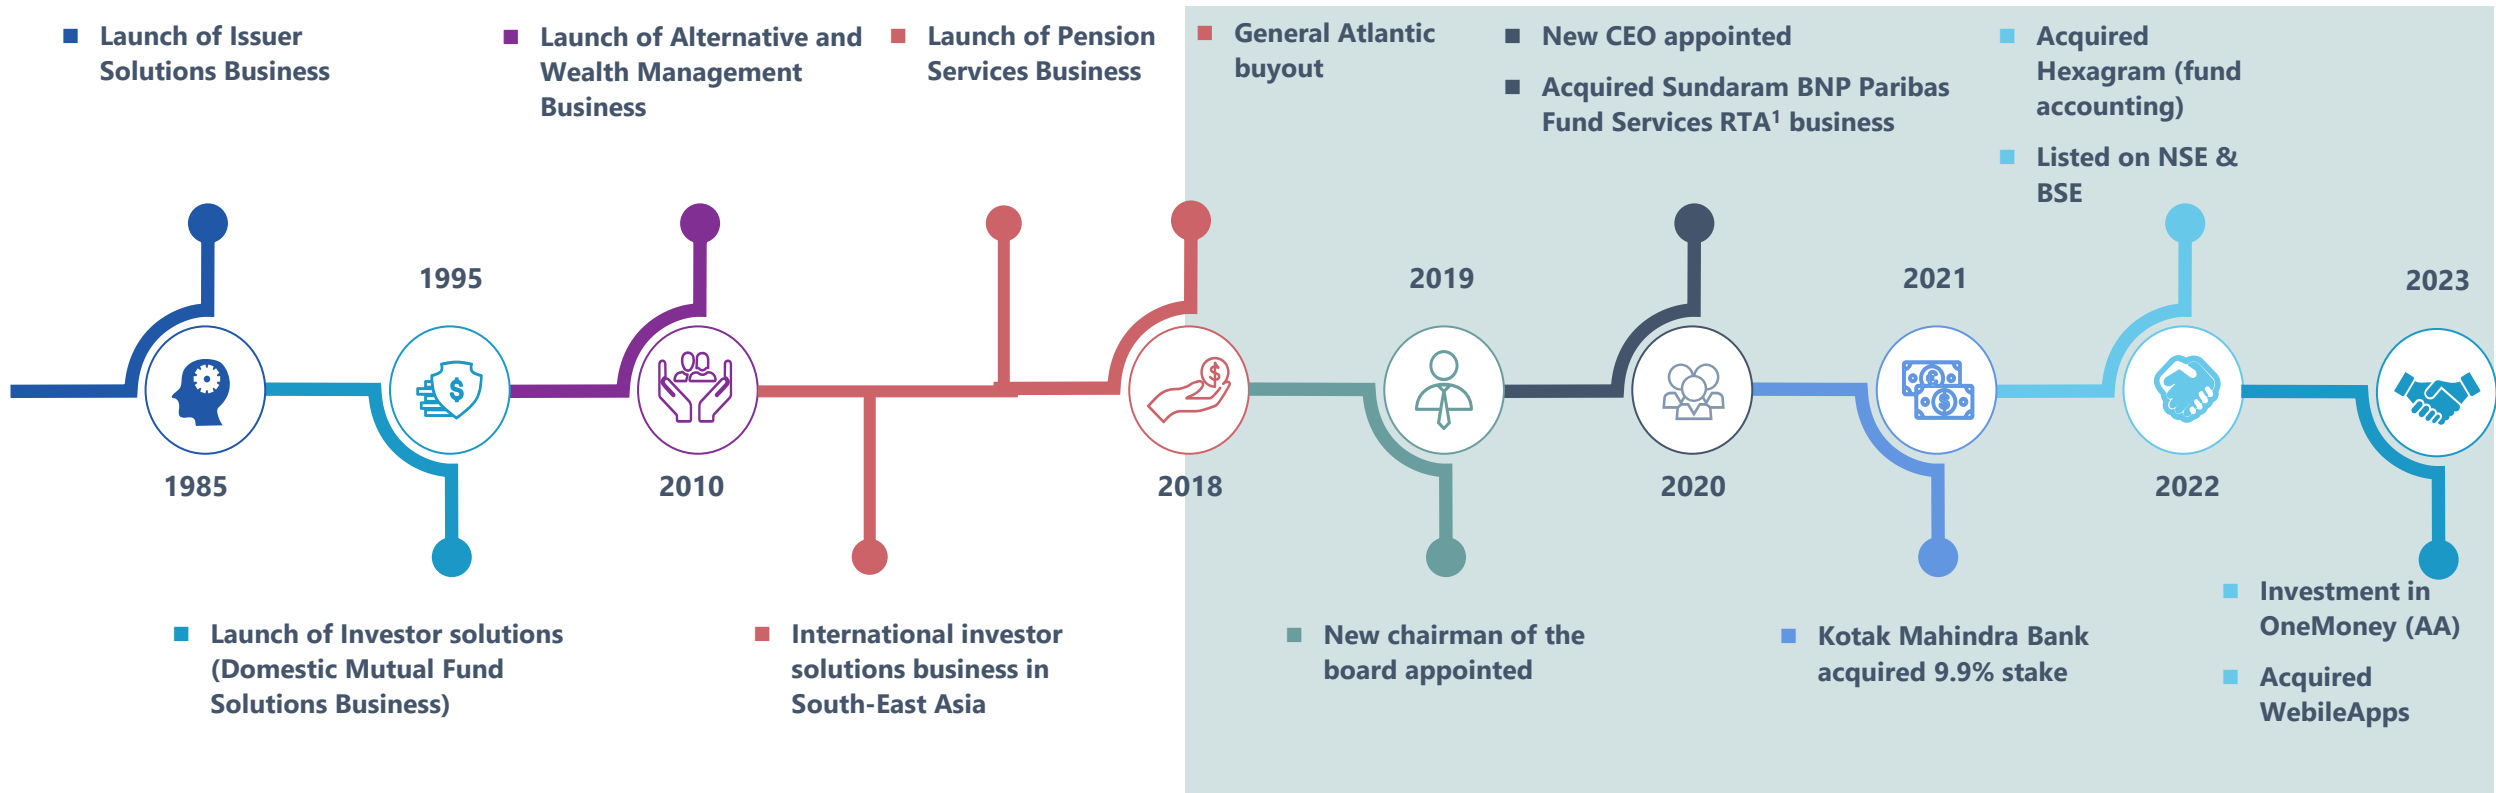 Launch of Issuer
Solutions Business
Launch of Alternative and
Wealth Management
Business
Launch of Pension
Services Business
General Atlantic
buyout
New CEO appointed
Acquired Sundaram BNP Paribas
Fund Services RTA¹ business
Acquired
Hexagram (fund
accounting)
Listed on NSE &
BSE
1995
2019
2021
2023
1985
2010
2018
2020
2022
Launch of Investor solutions
(Domestic Mutual Fund
Solutions Business)
International investor
solutions business in
South-East Asia
New chairman of the
board appointed
Kotak Mahindra Bank
acquired 9.9% stake
Investment in
OneMoney (AA)
Acquired
WebileApps